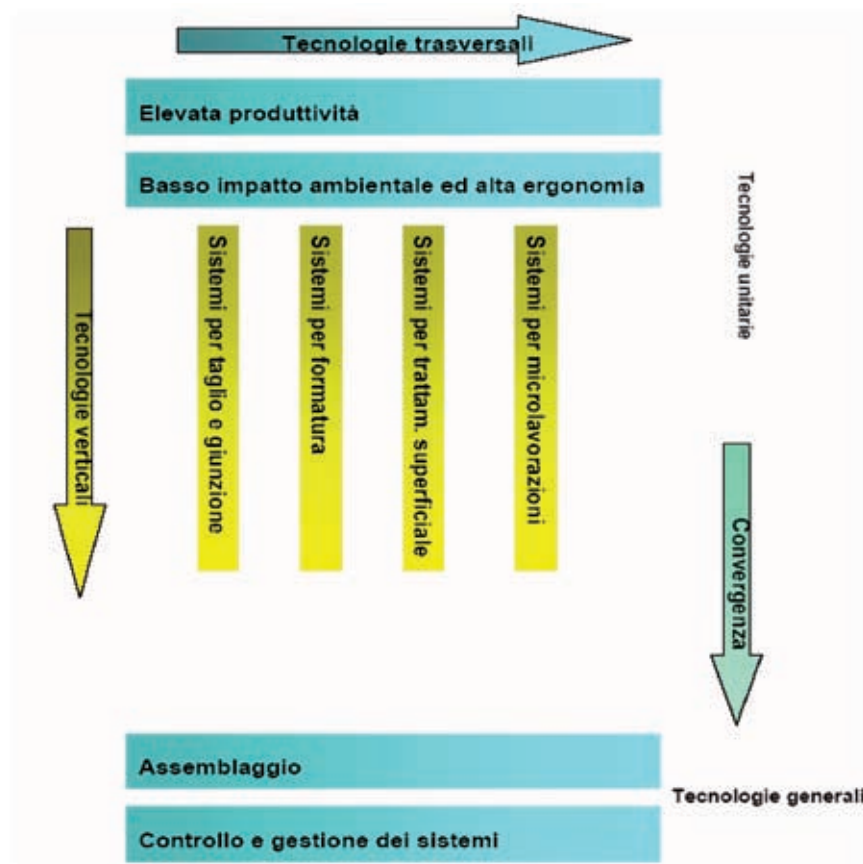 Tecnologie trasversali
Elevata produttività
Basso impatto ambientale ed alta ergonomia
Tecnologie verticali
Sistemi per taglio e giunzione
Sistemi per formatura
Sistemi per trattam. superficiale
Sistemi per microlavorazioni
Tecnologie unitarie
Convergenza
Assemblaggio
Tecnologie generali
Controllo e gestione dei sistemi